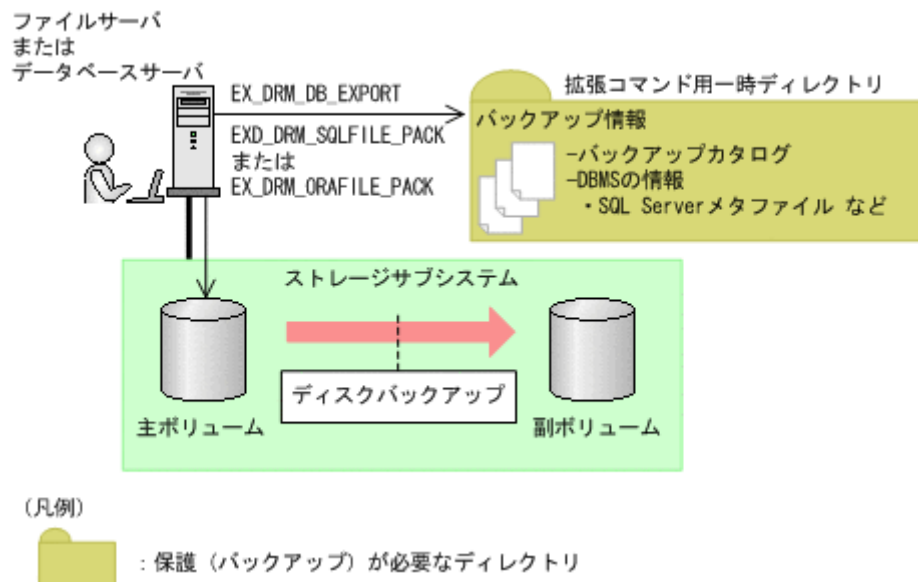 ファイルサーバ
または
データベースサーバ
EX_DRM_DB_EXPORT
EXD_DRM_SQLFILE_PACK
または
EX_DRM_ORAFILE_PACK
拡張コマンド用一時ディレクトリ
バックアップ情報
−バックアップカタログ
−DBMSの情報
・SQL Serverメタファイル など
ストレージサブシステム
ディスクバックアップ
主ボリューム
副ボリューム
(凡例)
：保護（バックアップ）が必要なディレクトリ